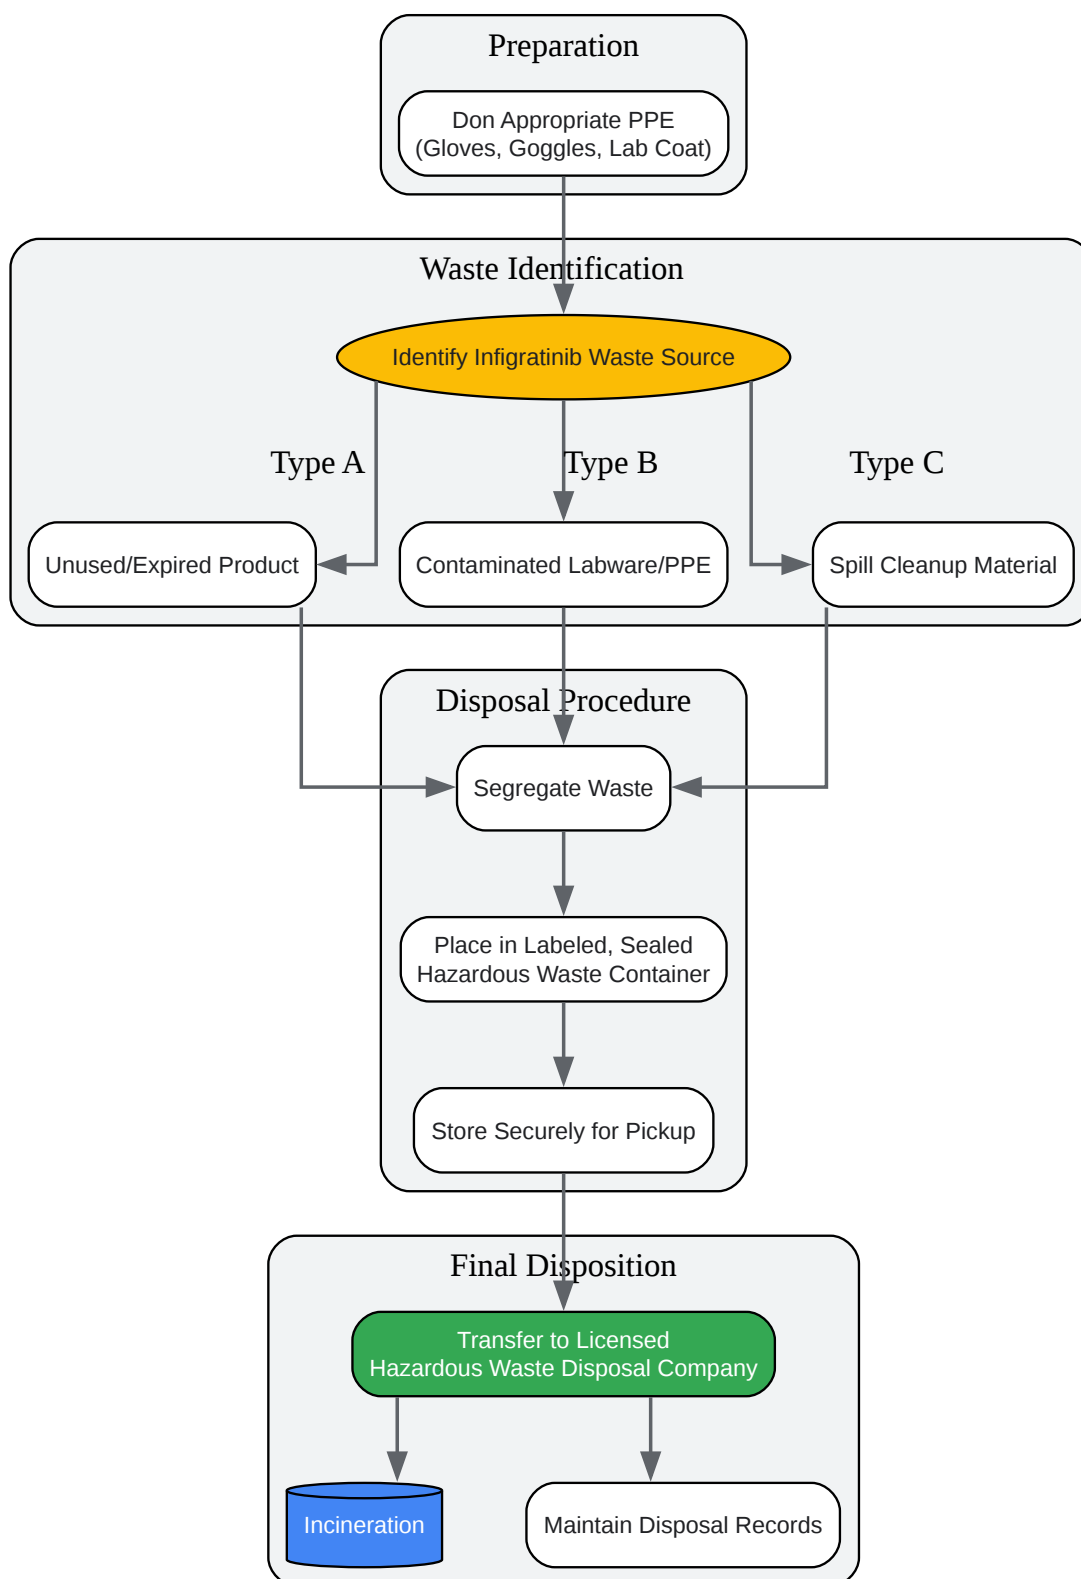 Preparation
Don Appropriate PPE
(Gloves, Goggles, Lab Coat)
Waste Identification
Identify Infigratinib Waste Source
Type A
Type B
Type C
Unused/Expired Product
Contaminated Labware/PPE
Spill Cleanup Material
Disposal Procedure
Segregate Waste
Place in Labeled, Sealed
Hazardous Waste Container
Store Securely for Pickup
Final Disposition
Transfer to Licensed
Hazardous Waste Disposal Company
Incineration
Maintain Disposal Records